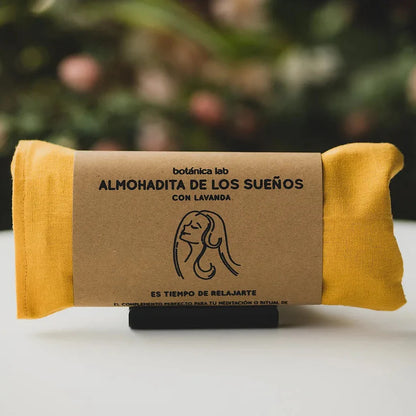 botánica lab
ALMOHADITA DE LOS SUEÑOS
CON LAVANDA
ES TIEMPO DE RELAJARTE
EL COMPLEMENTO PERFECTO PARA TU MEDITACIÓN O RITUAL DE